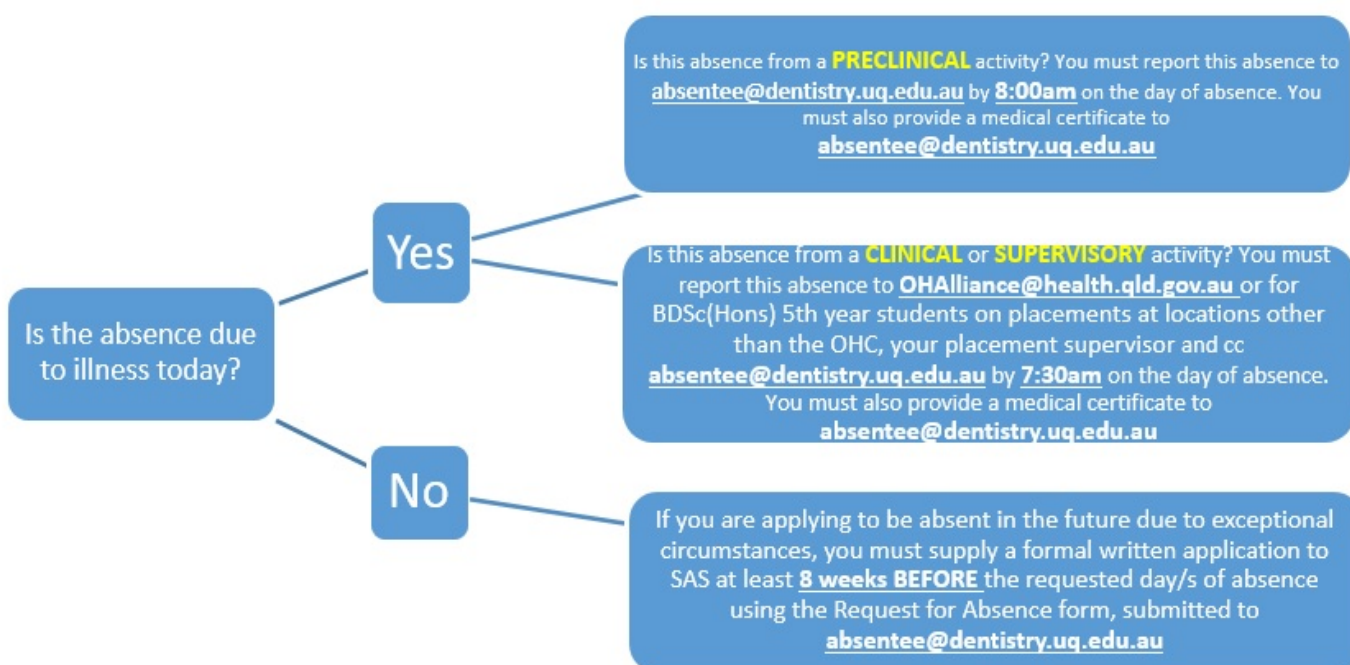 Is the absence due
to illness today?
Yes
Is this absence from a PRECLINICAL activity? You must report this absence to
absentee@dentistry.uq.edu.au by 8:00am on the day of absence. You
must also provide a medical certificate to
absentee@dentistry.uq.edu.au
Is this absence from a CLINICAL or SUPERVISORY activity? You must
report this absence to OHAlliance@health.qld.gov.au or for
BDSc(Hons) 5th year students on placements at locations other
than the OHC, your placement supervisor and cc
absentee@dentistry.uq.edu.au by 7:30am on the day of absence.
You must also provide a medical certificate to
absentee@dentistry.uq.edu.au
No
If you are applying to be absent in the future due to exceptional
circumstances, you must supply a formal written application to
SAS at least 8 weeks BEFORE the requested day/s of absence
using the Request for Absence form, submitted to
absentee@dentistry.uq.edu.au